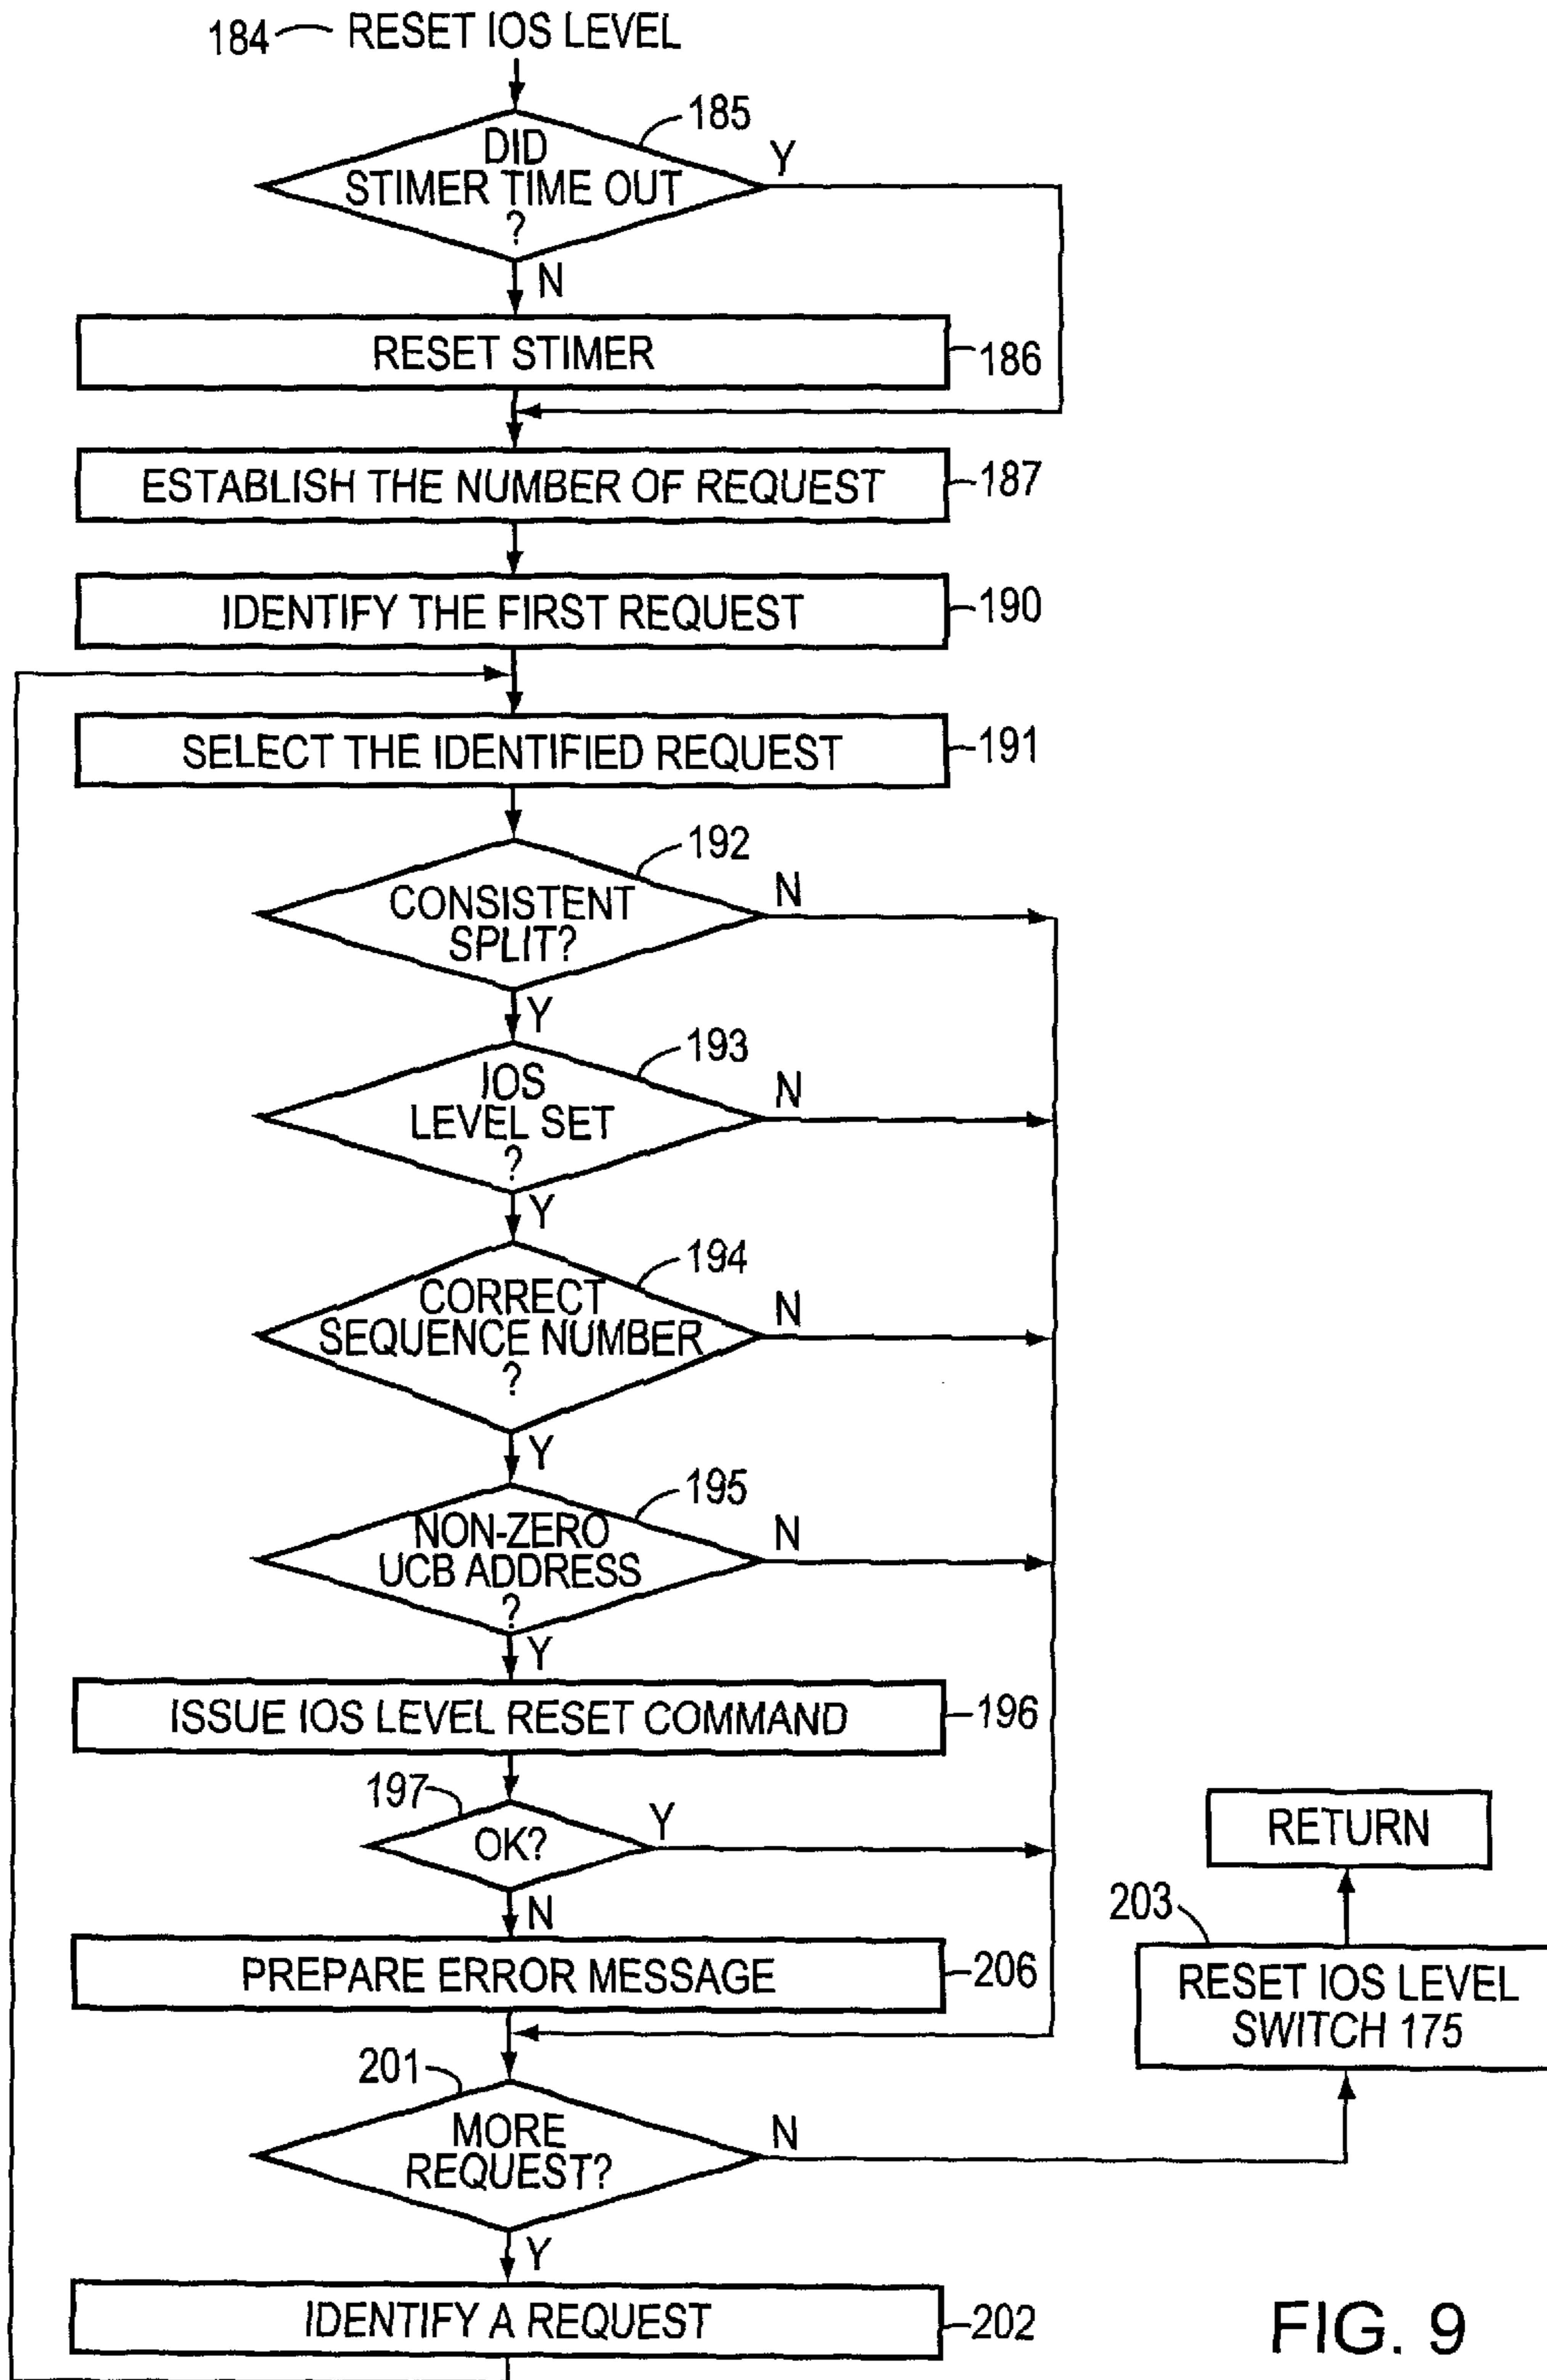 184 RESET IOS LEVEL
185
DID
STIMER TIME OUT
?
Y
N
RESET STIMER
186
ESTABLISH THE NUMBER OF REQUEST
187
IDENTIFY THE FIRST REQUEST
190
SELECT THE IDENTIFIED REQUEST
191
192
CONSISTENT
SPLIT?
N
Y
193
IOS
LEVEL SET
?
N
Y
194
CORRECT
SEQUENCE NUMBER
?
N
Y
195
NON-ZERO
UCB ADDRESS
?
N
Y
ISSUE IOS LEVEL RESET COMMAND
196
197
OK?
Y
N
PREPARE ERROR MESSAGE
206
201
MORE
REQUEST?
N
Y
IDENTIFY A REQUEST
202
RETURN
203
RESET IOS LEVEL
SWITCH 175
FIG. 9